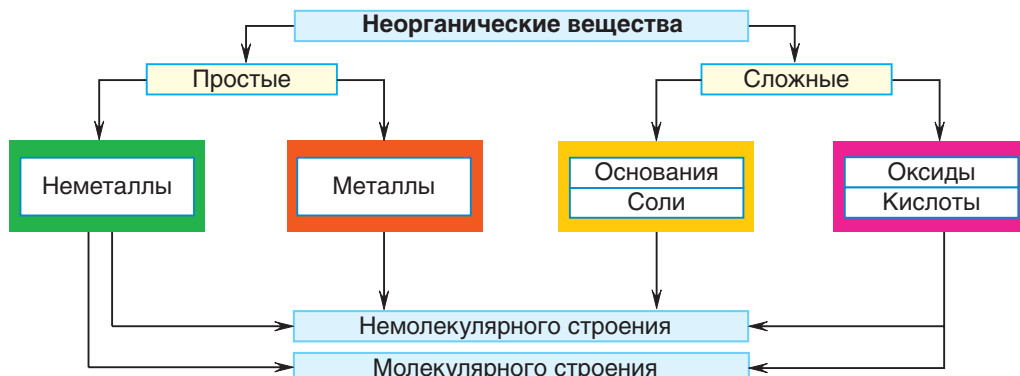 Неорганические вещества
Простые
Сложные
Неметаллы
Металлы
Основания
Соли
Оксиды
Кислоты
Немолекулярного строения
Молекулярного строения